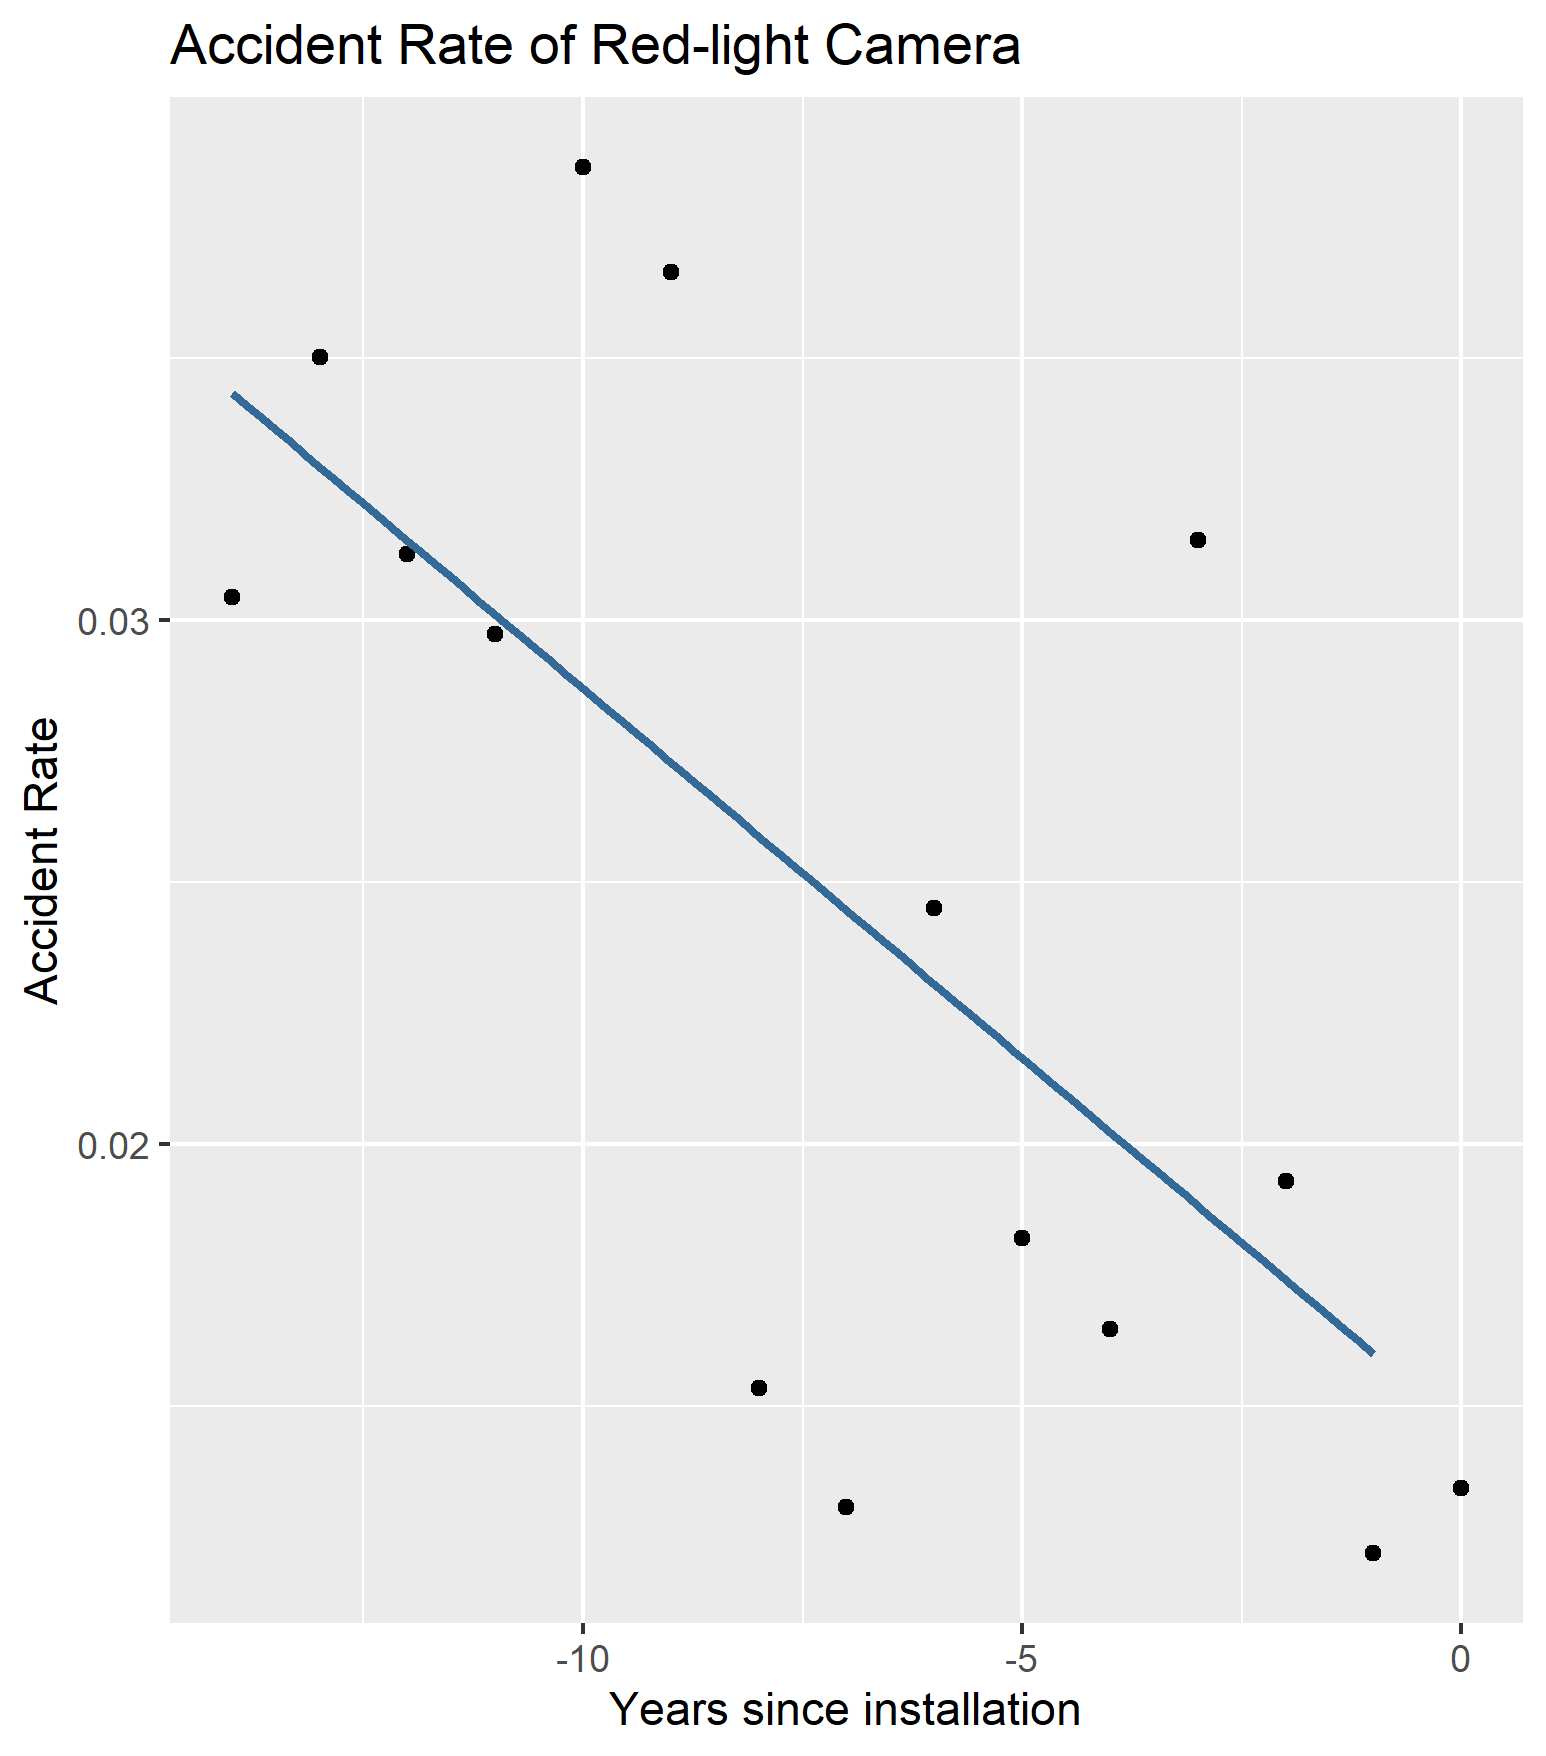 Accident Rate of Red-light Camera
Accident Rate
0.03
0.02
-10
-5
0
Years since installation